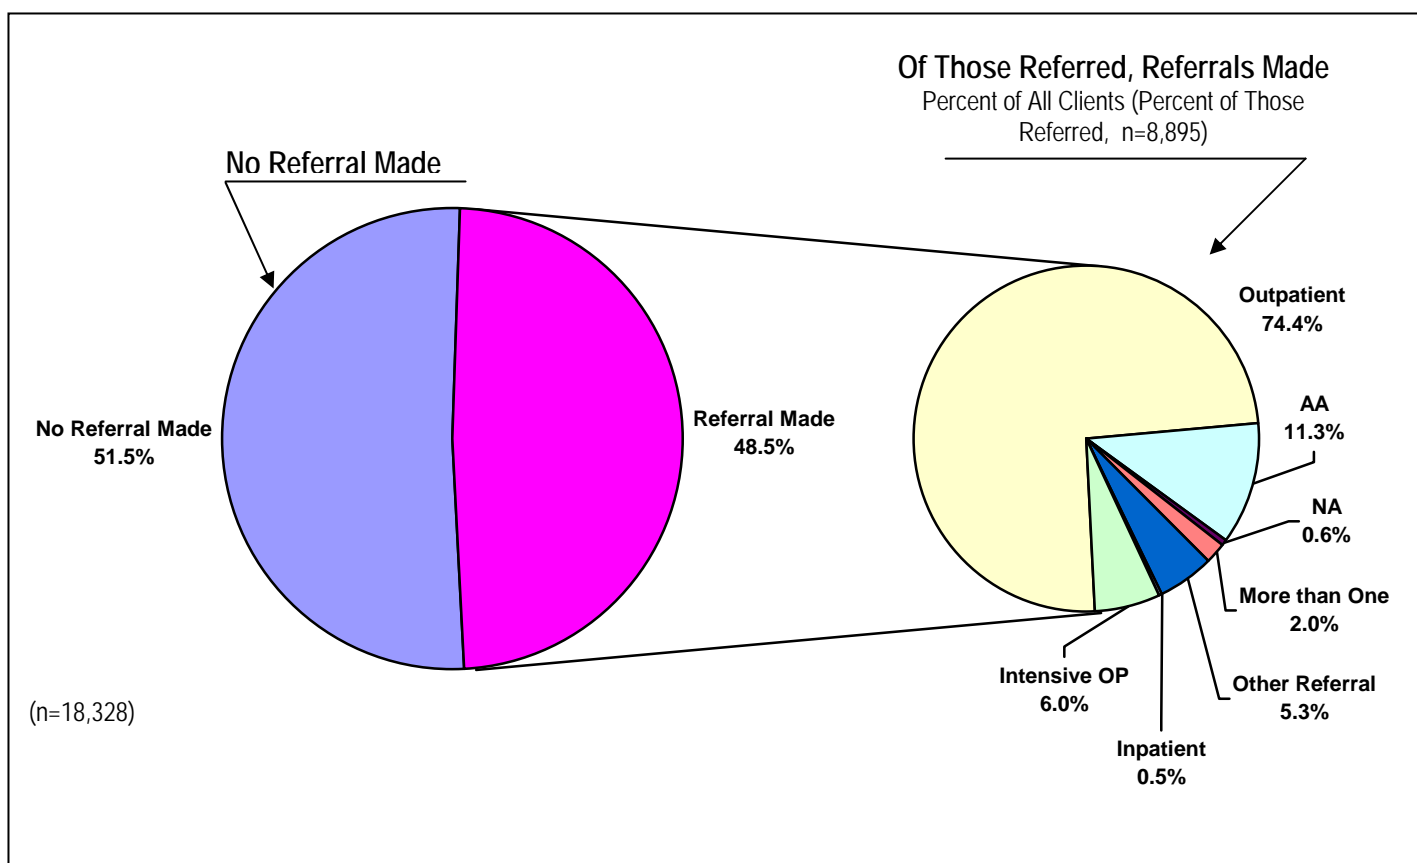 Of Those Referred, Referrals Made
Percent of All Clients (Percent of Those
Referred, n=8,895)
No Referral Made
Outpatient
74.4%
AA
11.3%
No Referral Made
51.5%
Referral Made
48.5%
NA
0.6%
More than One
2.0%
Intensive OP
6.0%
Other Referral
5.3%
(n=18,328)
Inpatient
0.5%